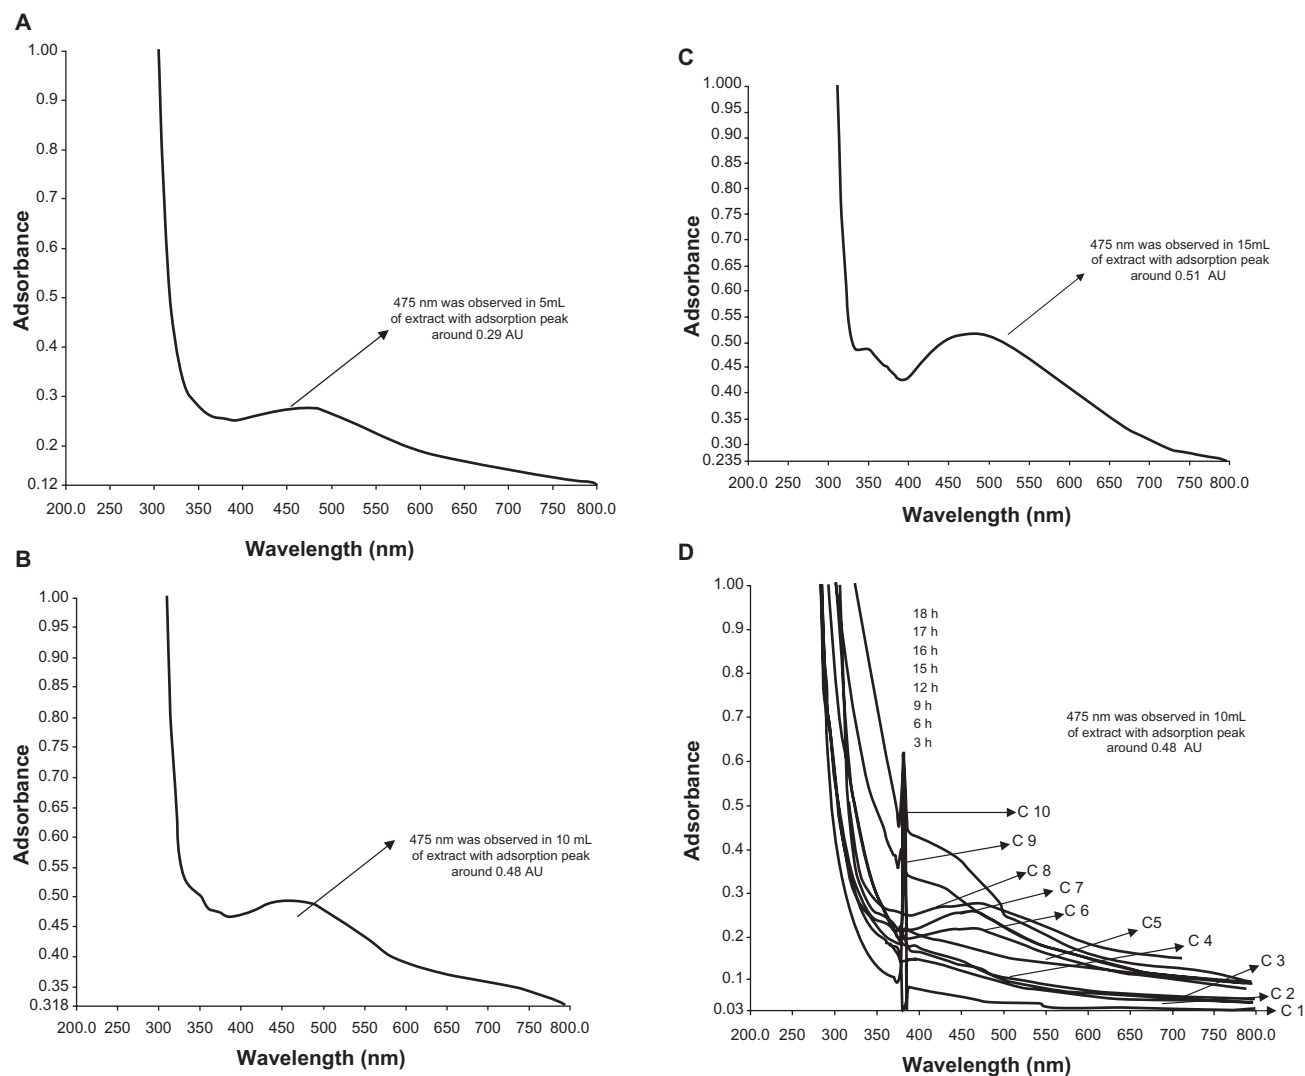 A
1.00
0.9
0.8
0.7
0.6
0.5
0.4
0.3
0.2
0.12
Adsorbance
475 nm was observed in 5mL
of extract with adsorption peak
around 0.29 AU
200.0 250 300 350 400 450 500 550 600 650 700 750 800.0
Wavelength (nm)
B
1.00
0.95
0.90
0.85
0.80
0.75
0.70
0.65
0.60
0.55
0.50
0.45
0.40
0.35
0.318
Adsorbance
475 nm was observed in 10 mL
of extract with adsorption peak
around 0.48 AU
200.0 250 300 350 400 450 500 550 600 650 700 750 800.0
Wavelength (nm)
C
1.000
0.95
0.90
0.85
0.80
0.75
0.70
0.65
0.60
0.55
0.50
0.45
0.40
0.35
0.30
0.235
Adsorbance
475 nm was observed in 15mL
of extract with adsorption peak
around 0.51 AU
200.0 250 300 350 400 450 500 550 600 650 700 750 800.0
Wavelength (nm)
D
1.00
0.9
0.8
0.7
0.6
0.5
0.4
0.3
0.2
0.1
0.03
Adsorbance
18 h
17 h
16 h
15 h
12 h
9 h
6 h
3 h
475 nm was observed in 10mL
of extract with adsorption peak
around 0.48 AU
C 10
C 9
C 8
C 7
C 6
C5
C 4
C 3
C 2
C 1
200.0 250 300 350 400 450 500 550 600 650 700 750 800.0
Wavelength (nm)